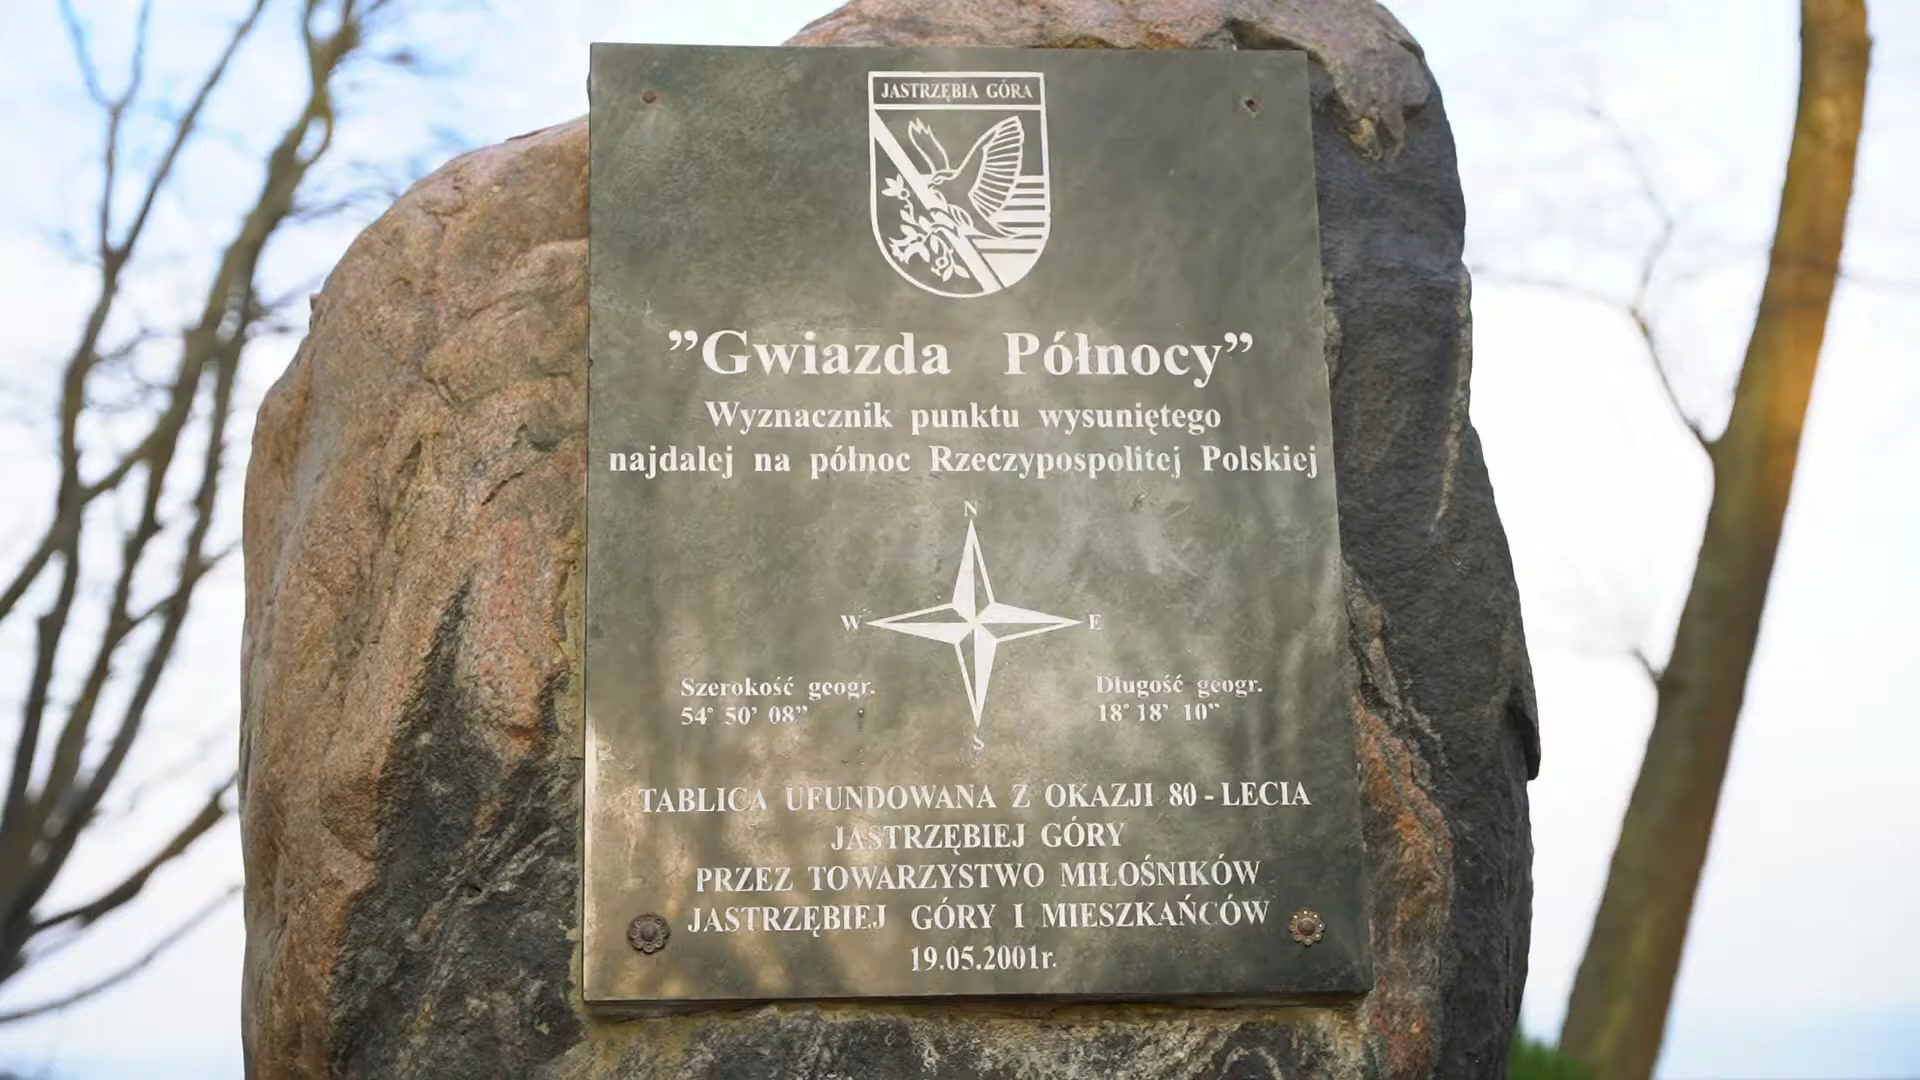 JASTRZĘBIA GÓRA
”Gwiazda Północy”
Wyznacznik punktu wysuniętego
najdalej na północ Rzeczypospolitej Polskiej
N
W E
Szerokość geogr. Długość geogr.
54° 50’ 08” 18° 18’ 10”
S
TABLICA UFUNDOWANA Z OKAZJI 80 - LECIA
JASTRZĘBIEJ GÓRY
PRZEZ TOWARZYSTWO MIŁOŚNIKÓW
JASTRZĘBIEJ GÓRY I MIESZKAŃCÓW
19.05.2001r.